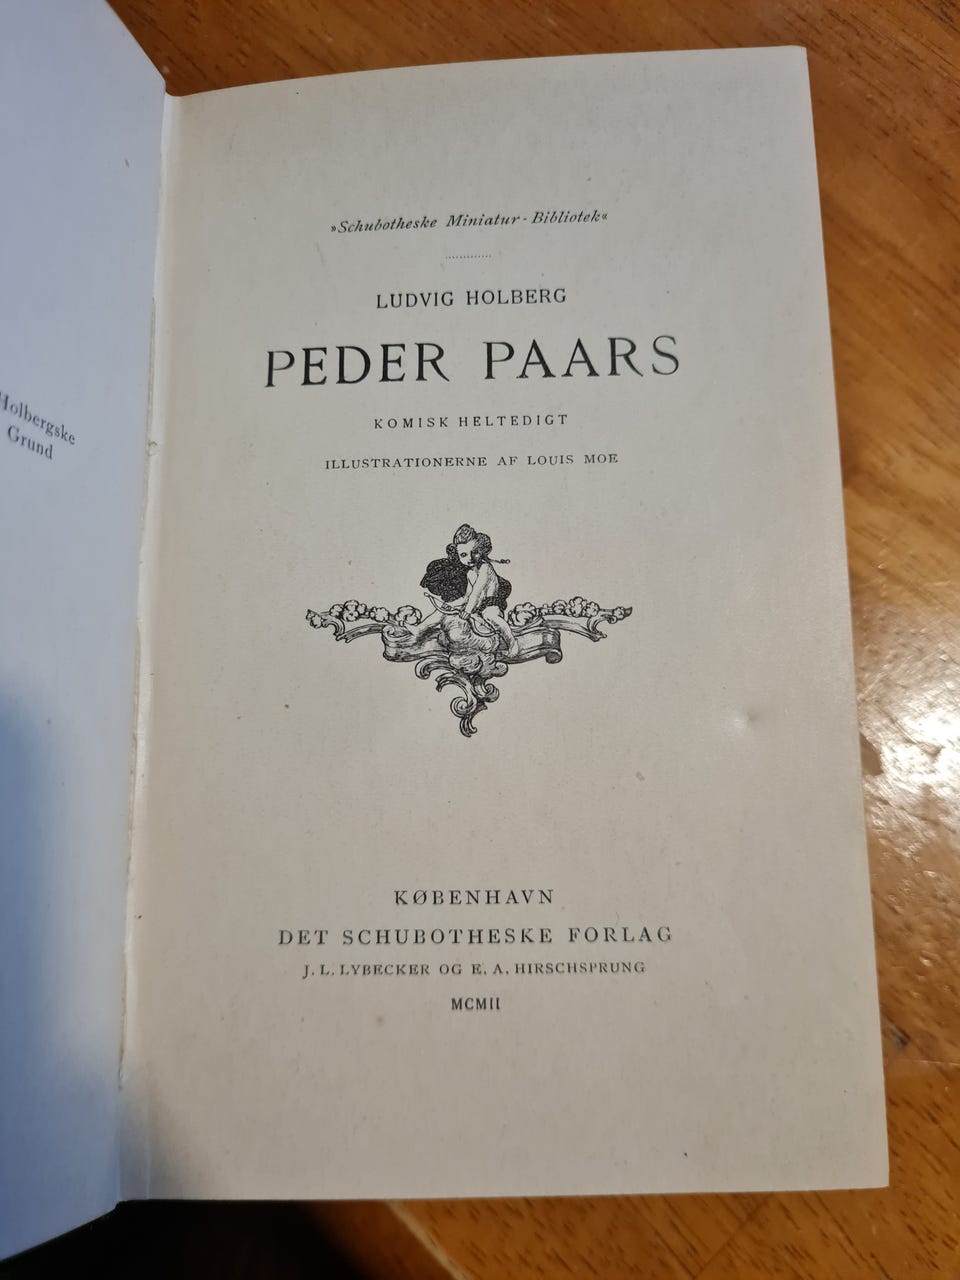 Holbergske
Grund
»Schubotheske Miniatur-Bibliotek«
LUDVIG HOLBERG
PEDER PAARS
KOMISK HELTEDIGT
ILLUSTRATIONERNE AF LOUIS MOE
KØBENHAVN
DET SCHUBOTHESKE FORLAG
J. L. LYBECKER OG E. A. HIRSCHSPRUNG
MCMII